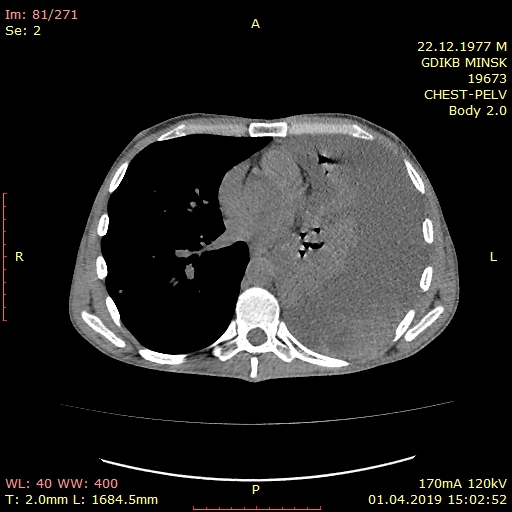 Im: 81/271
Se: 2
A
22.12.1977 M
GDIKB MINSK
19673
CHEST-PELV
Body 2.0
R
L
WL: 40 WW: 400
T: 2.0mm L: 1684.5mm
P
170mA 120kV
01.04.2019 15:02:52